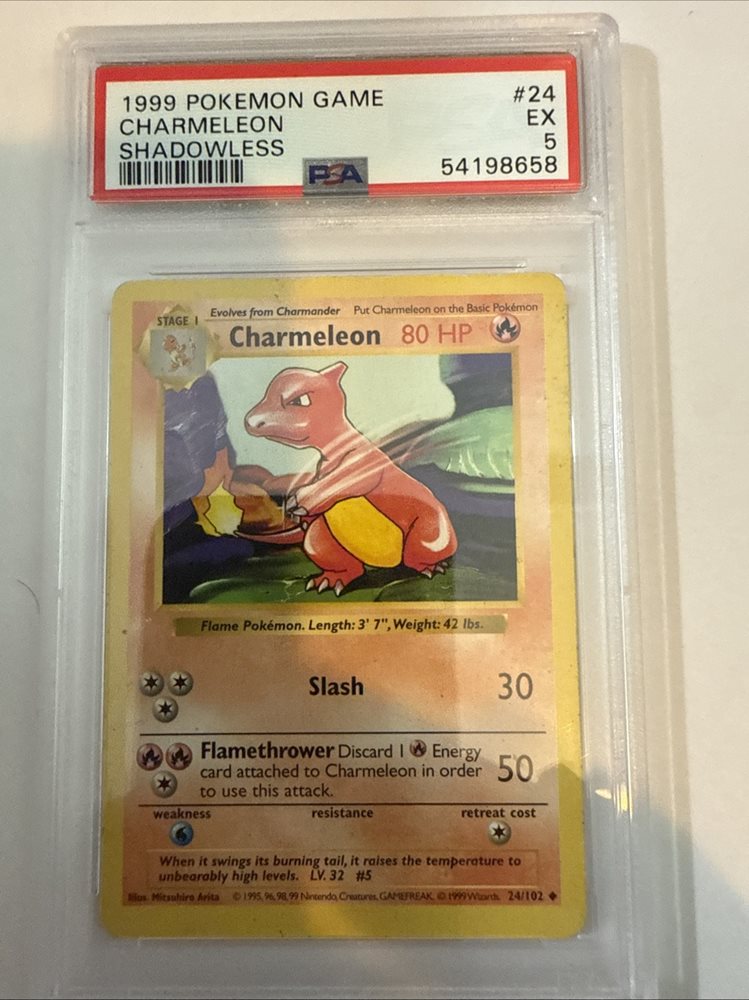 1999 POKEMON GAME #24
CHARMELEON EX
SHADOWLESS 5
PSA 54198658
STAGE 1 Evolves from Charmander Put Charmeleon on the Basic Pokémon
Charmeleon 80 HP
Flame Pokémon. Length: 3' 7", Weight: 42 lbs.
Slash 30
Flamethrower Discard 1 Energy
card attached to Charmeleon in order 50
to use this attack.
weakness resistance retreat cost
When it swings its burning tail, it raises the temperature to
unbearably high levels. LV. 32 #5
Illus. Mitsuhiro Arita © 1995, 96, 98, 99 Nintendo, Creatures, GAMEFREAK. © 1999 Wizards. 24/102